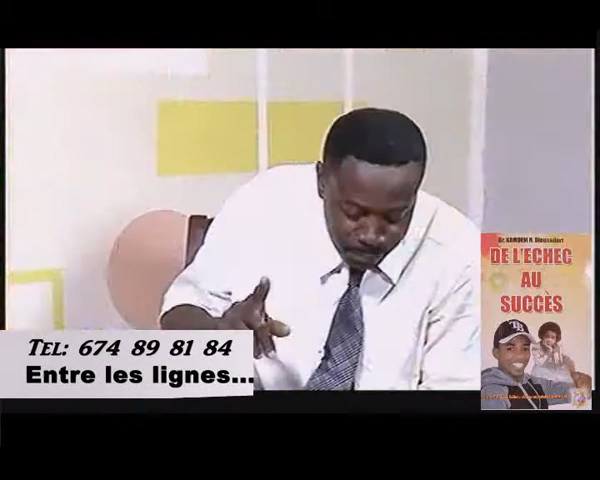 DE L'ECHEC
AU
SUCCÈS
TEL: 674 89 81 84
Entre les lignes...